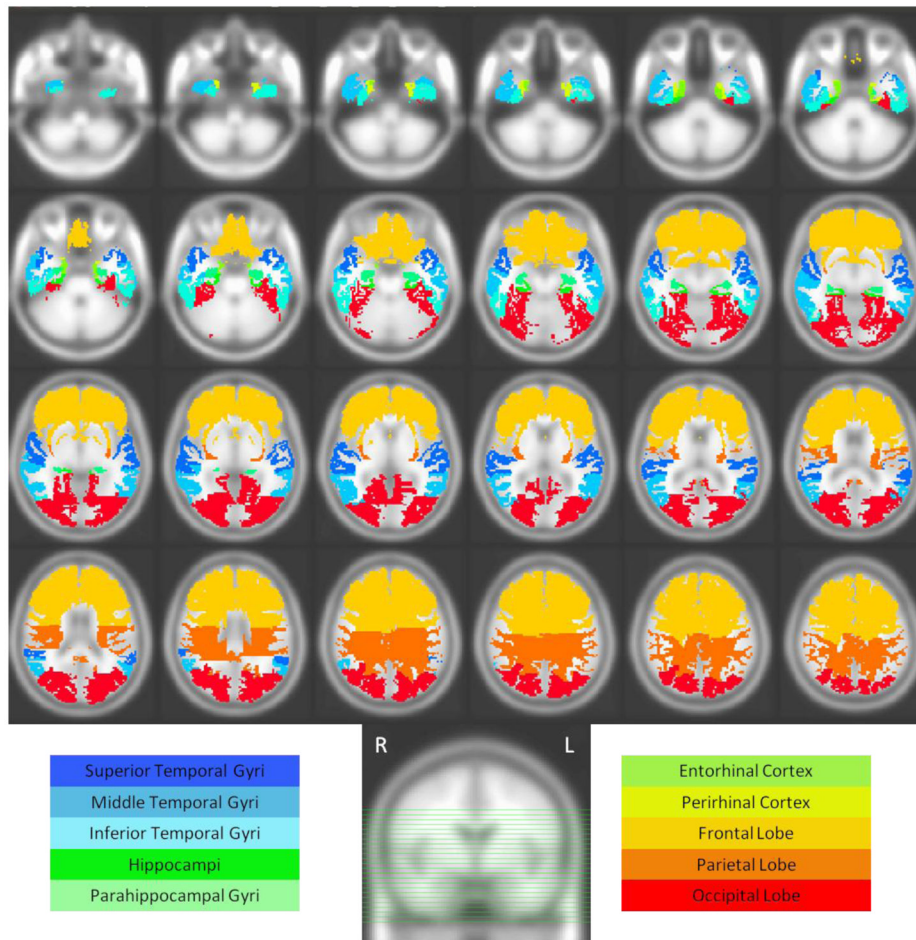 R L
Superior Temporal Gyri
Middle Temporal Gyri
Inferior Temporal Gyri
Hippocampi
Parahippocampal Gyri
Entorhinal Cortex
Perirhinal Cortex
Frontal Lobe
Parietal Lobe
Occipital Lobe